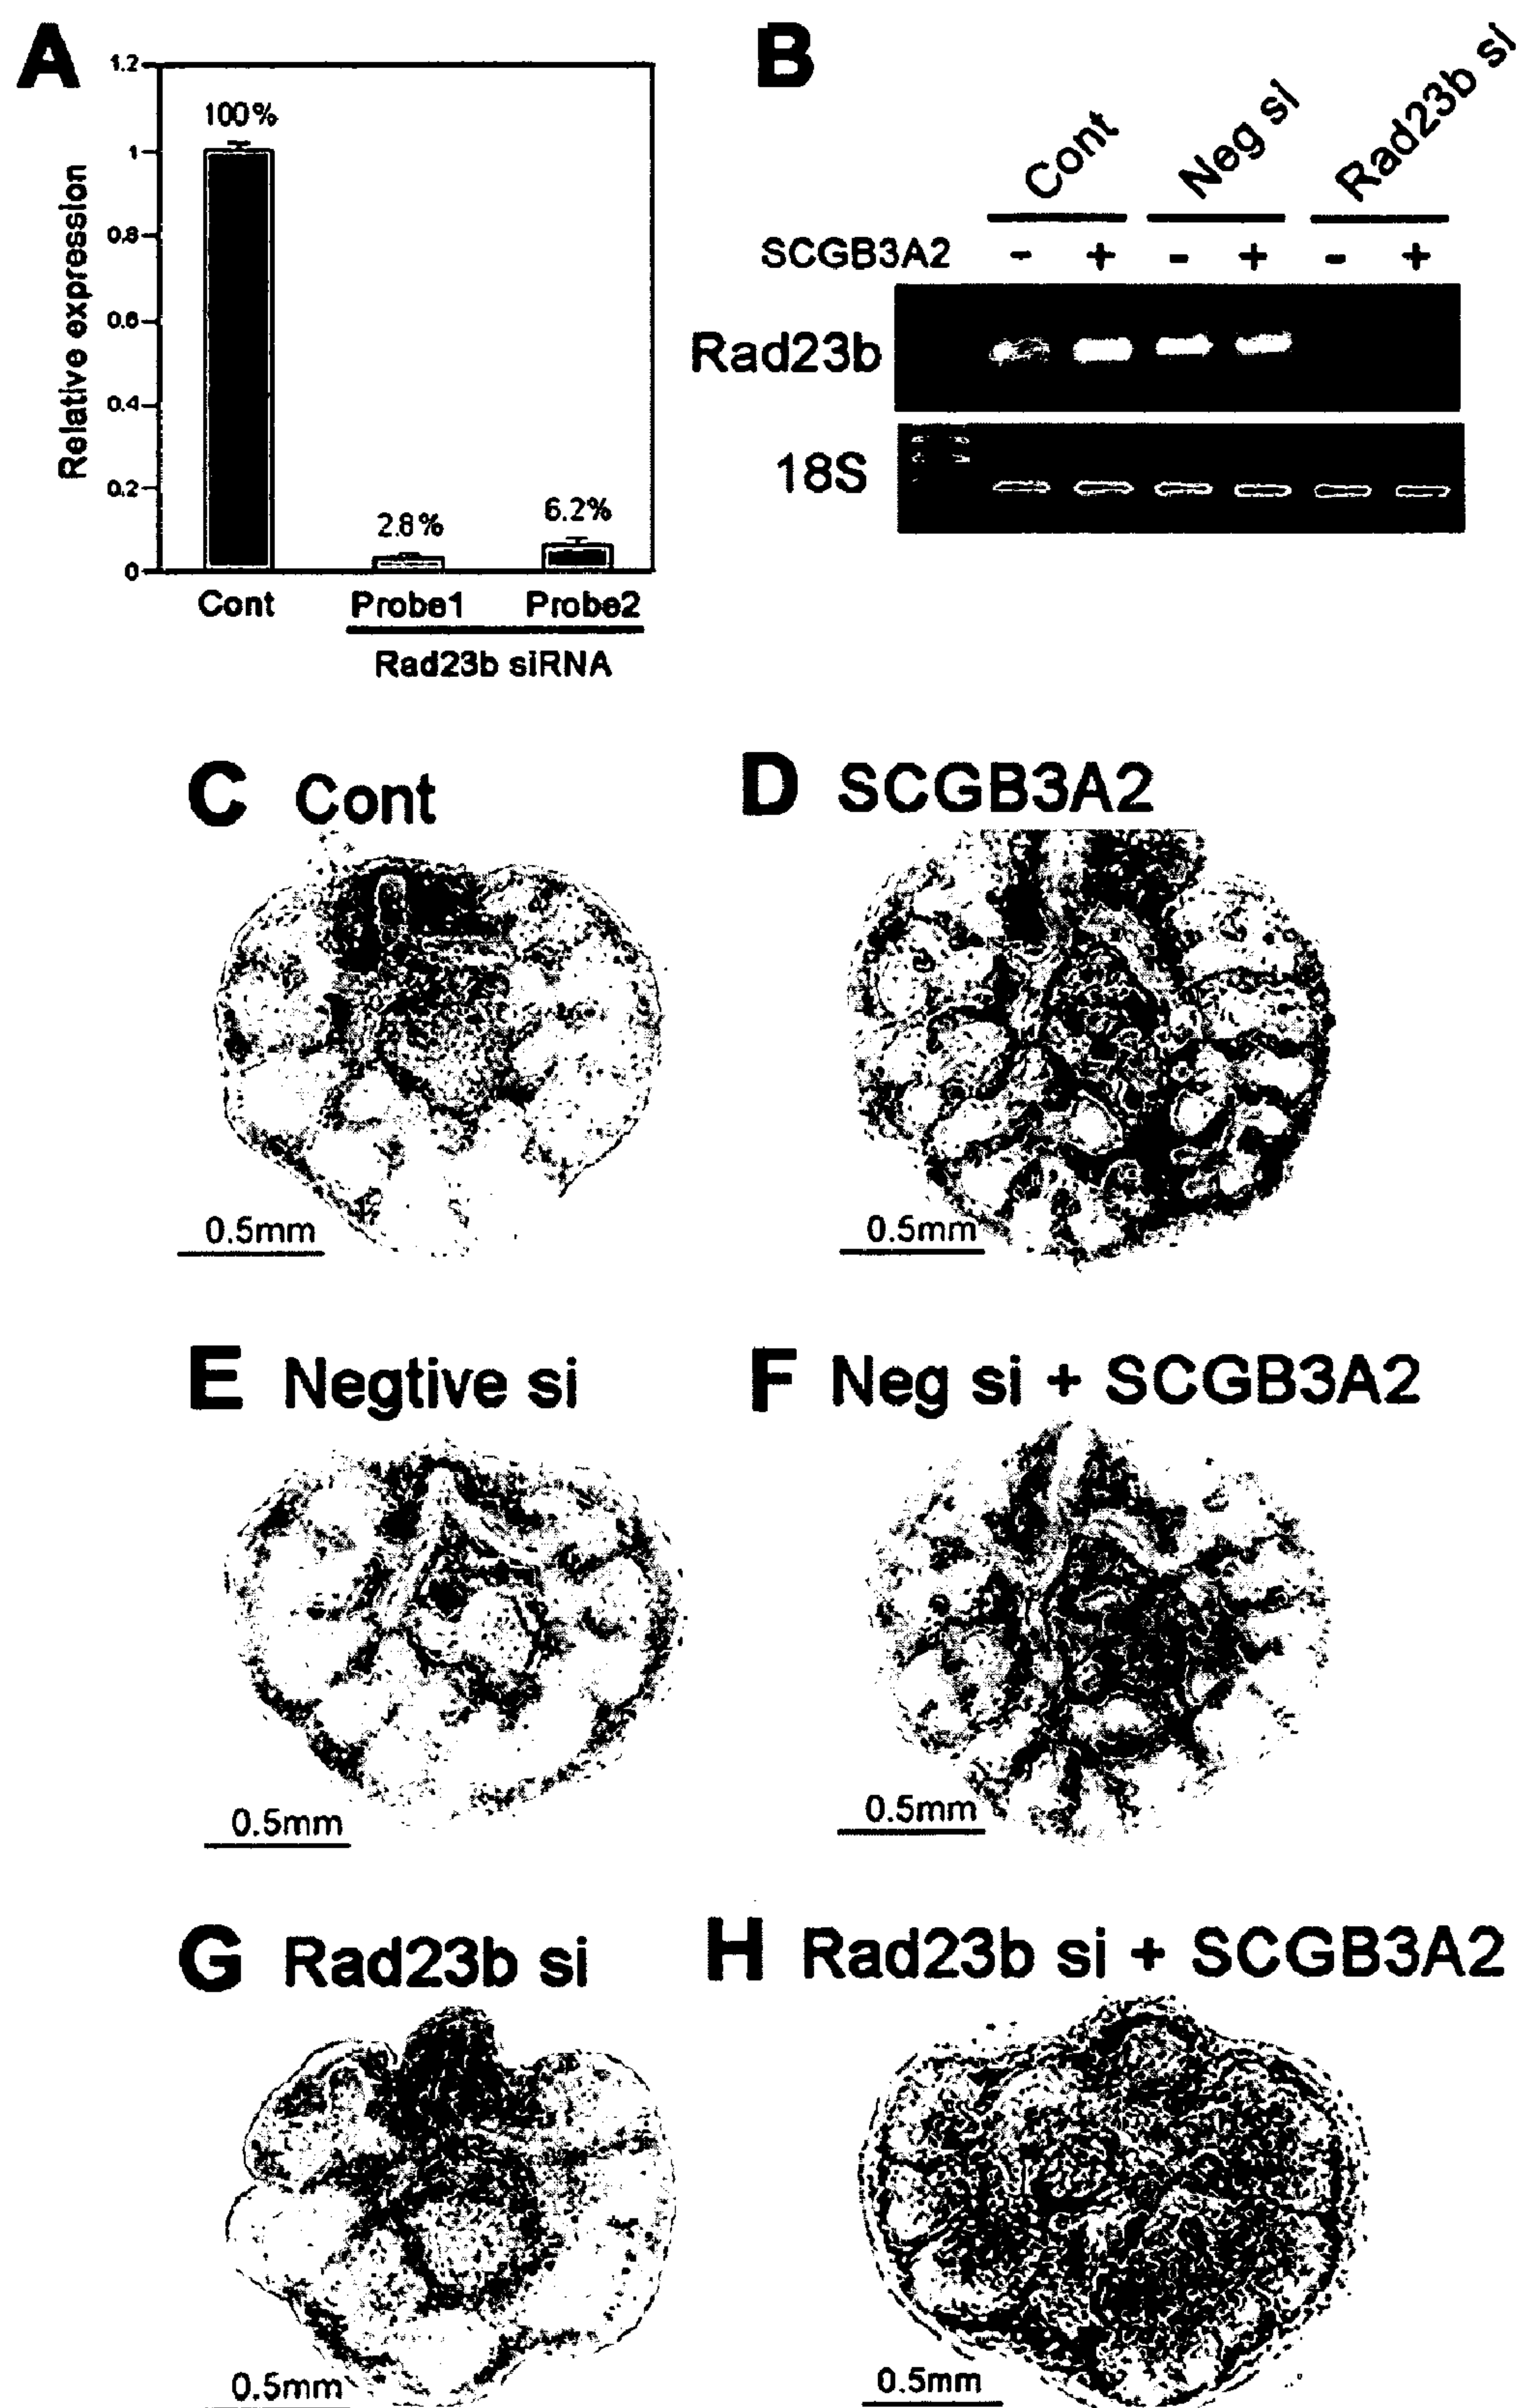 A
1.2
100%
1
0.8
0.6
0.4
0.2
0
Relative expression
2.8%
6.2%
Cont Probe1 Probe2
Rad23b siRNA
B
Cont Neg si Rad23b si
SCGB3A2 - + - + - +
Rad23b
18S
C Cont
0.5mm
D SCGB3A2
0.5mm
E Negtive si
0.5mm
F Neg si + SCGB3A2
0.5mm
G Rad23b si
0.5mm
H Rad23b si + SCGB3A2
0.5mm